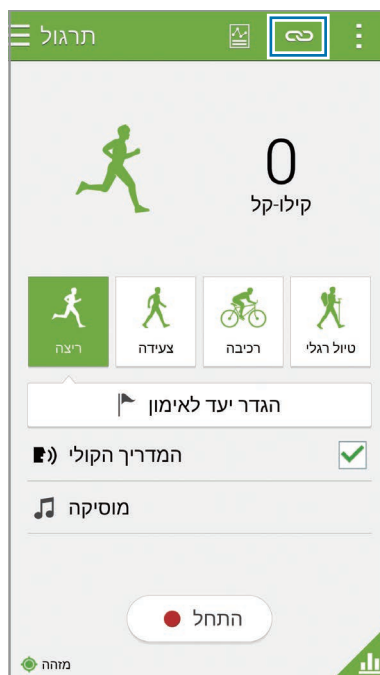 תרגול
0
קילו-קל
ריצה
צעידה
רכיבה
טיול רגלי
הגדר יעד לאימון
המדריך הקולי
מוסיקה
התחל
מזהה